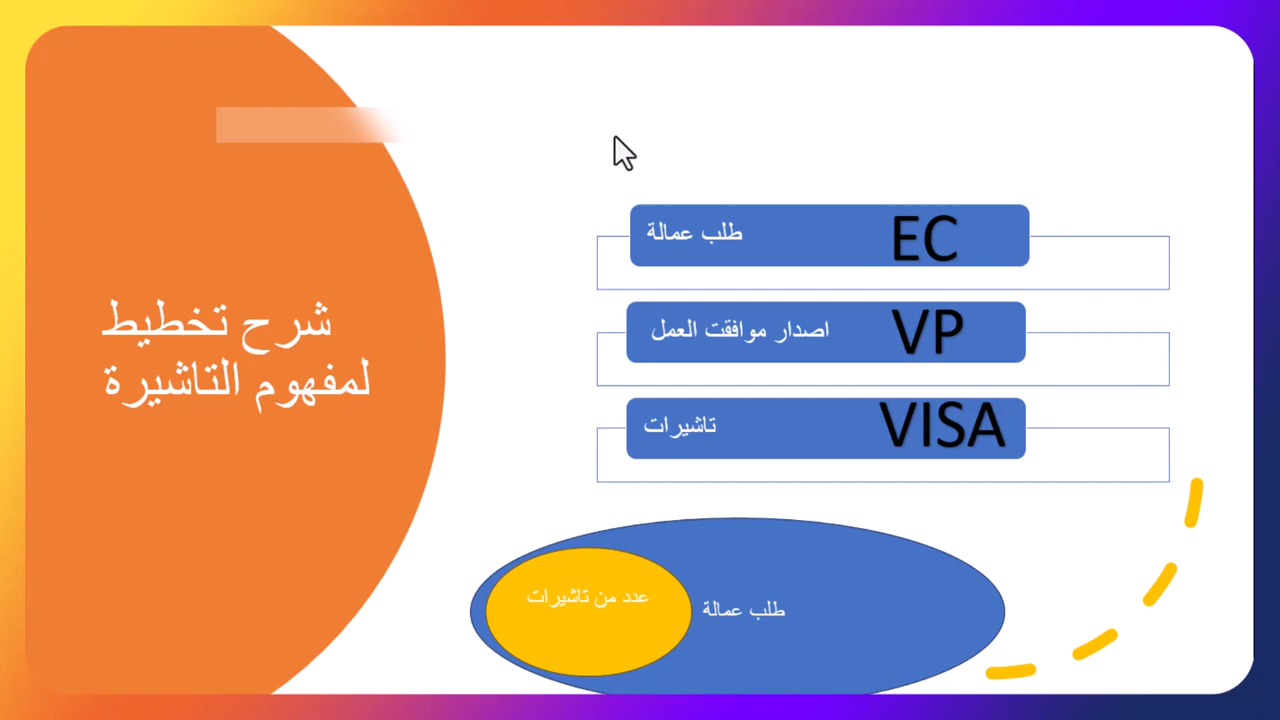 شرح تخطيط
لمفهوم التاشيرة
طلب عمالة EC
اصدار موافقت العمل VP
تاشيرات VISA
عدد من تاشيرات
طلب عمالة